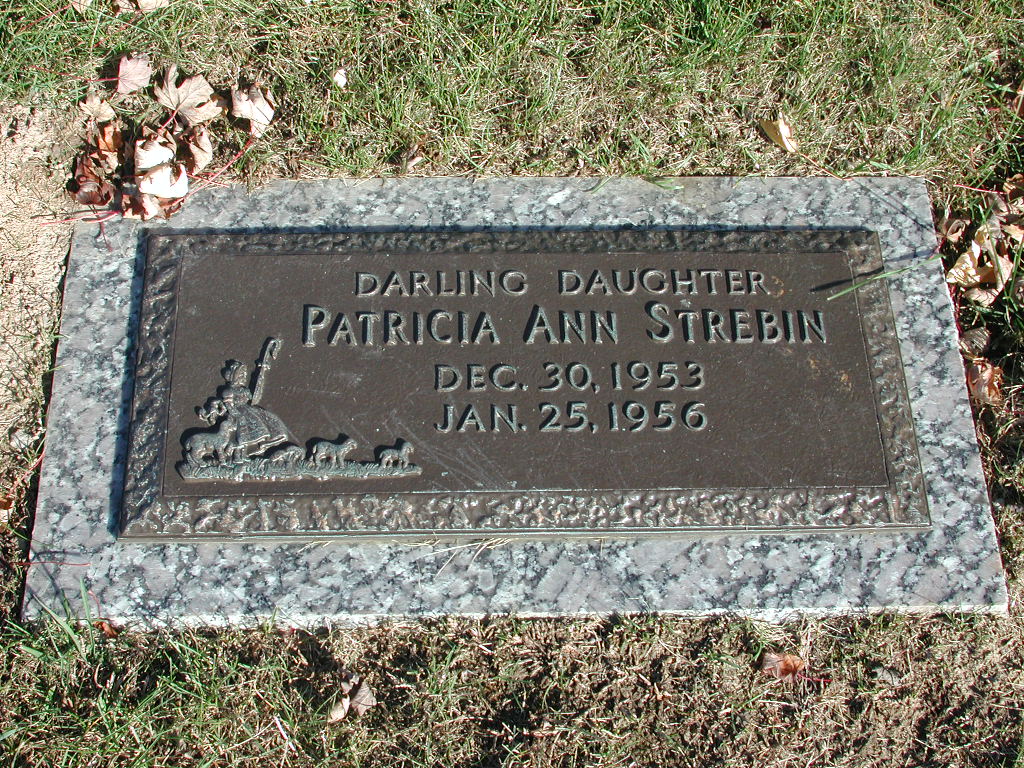 DARLING DAUGHTER
PATRICIA ANN STREBIN
DEC. 30, 1953
JAN. 25, 1956